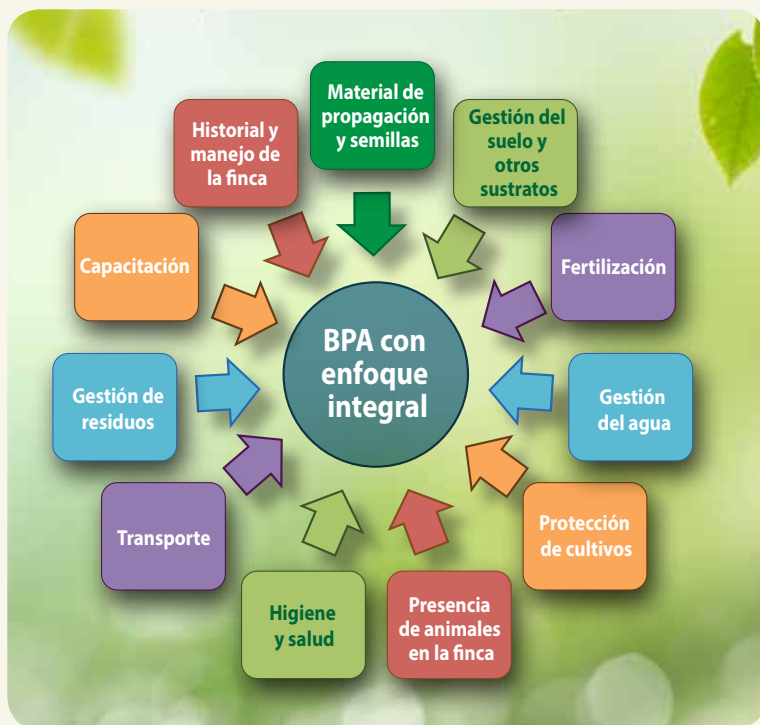 Material de
propagación
y semillas
Gestión del
suelo y
otros
sustratos
Fertilización
Gestión
del agua
Protección
de cultivos
Presencia
de animales
en la finca
Higiene
y salud
Transporte
Gestión de
residuos
Capacitación
Historial y
manejo de
la finca
BPA con
enfoque
integral